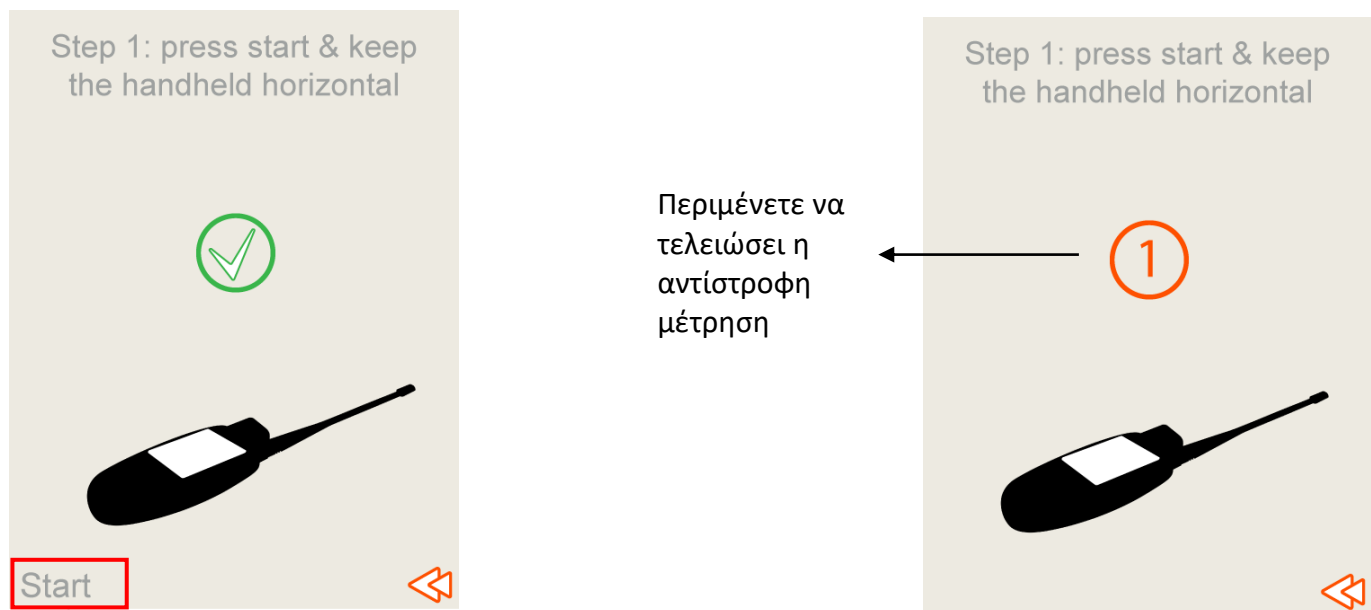 Step 1: press start & keep
the handheld horizontal
Start
Περιμένετε να
τελειώσει η
αντίστροφη
μέτρηση
Step 1: press start & keep
the handheld horizontal
1